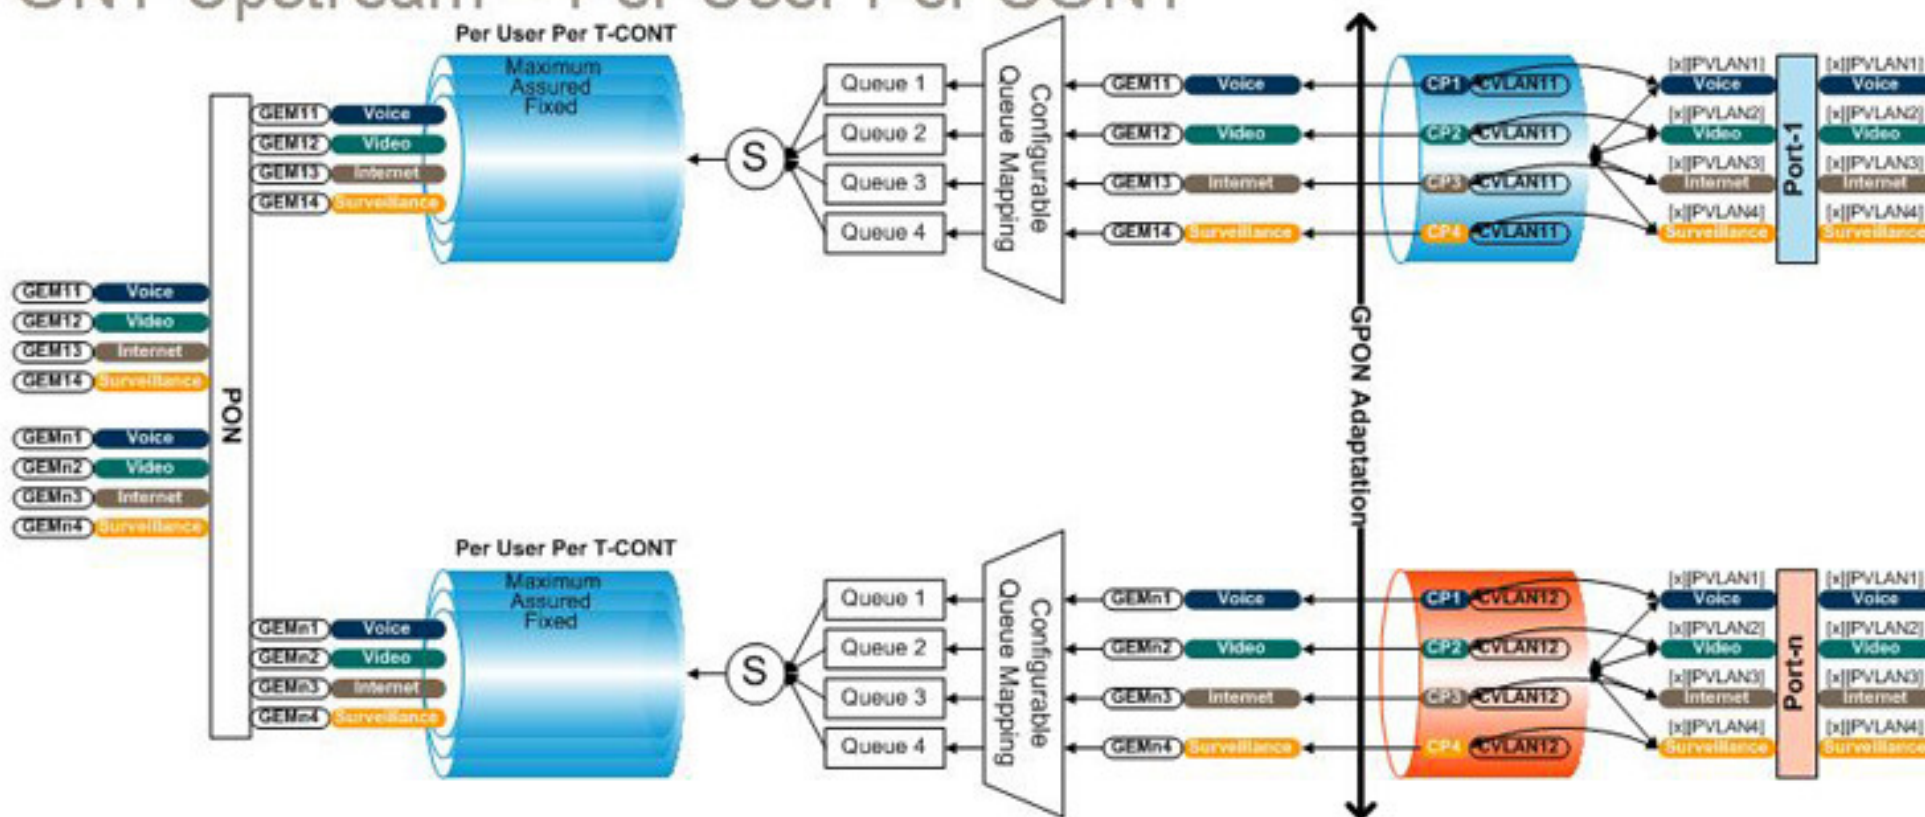 ONT Upstream – Per User Per CONT
Per User Per T-CONT
Maximum
Assured
Fixed
GEM11 Voice
GEM12 Video
GEM13 Internet
GEM14 Surveillance
S
Queue 1
Queue 2
Queue 3
Queue 4
Configurable
Queue Mapping
GEM11 Voice
GEM12 Video
GEM13 Internet
GEM14 Surveillance
CP1 CVLAN11
CP2 CVLAN11
CP3 CVLAN11
CP4 CVLAN11
[x][PVLAN1]
Voice
[x][PVLAN2]
Video
[x][PVLAN3]
Internet
[x][PVLAN4]
Surveillance
Port-1
[x][PVLAN1]
Voice
[x][PVLAN2]
Video
[x][PVLAN3]
Internet
[x][PVLAN4]
Surveillance
GEM11 Voice
GEM12 Video
GEM13 Internet
GEM14 Surveillance
GEMn1 Voice
GEMn2 Video
GEMn3 Internet
GEMn4 Surveillance
PON
GPON Adaptation
Per User Per T-CONT
Maximum
Assured
Fixed
GEMn1 Voice
GEMn2 Video
GEMn3 Internet
GEMn4 Surveillance
S
Queue 1
Queue 2
Queue 3
Queue 4
Configurable
Queue Mapping
GEMn1 Voice
GEMn2 Video
GEMn3 Internet
GEMn4 Surveillance
CP1 CVLAN12
CP2 CVLAN12
CP3 CVLAN12
CP4 CVLAN12
[x][PVLAN1]
Voice
[x][PVLAN2]
Video
[x][PVLAN3]
Internet
[x][PVLAN4]
Surveillance
Port-n
[x][PVLAN1]
Voice
[x][PVLAN2]
Video
[x][PVLAN3]
Internet
[x][PVLAN4]
Surveillance